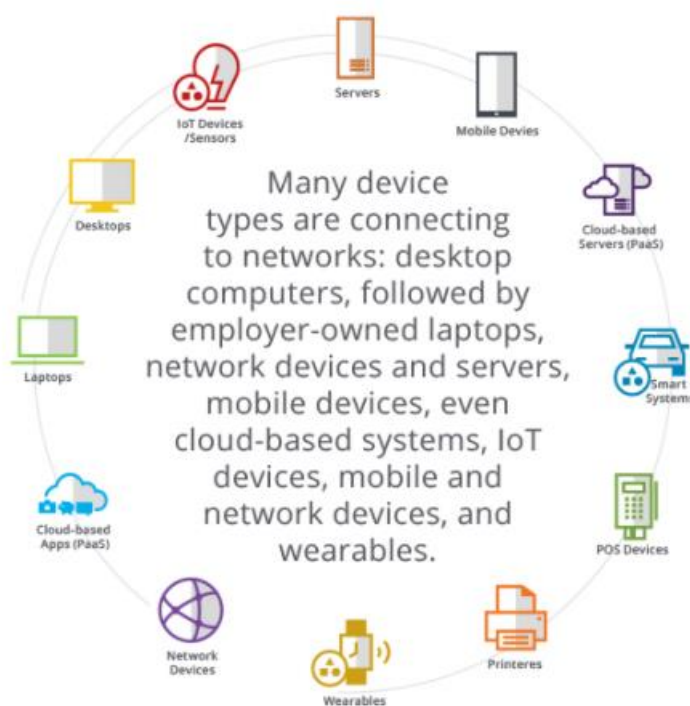 Servers
Mobile Devies
Cloud-based
Servers (PaaS)
Smart
Systems
POS Devices
Printeres
Wearables
Network
Devices
Cloud-based
Apps (PaaS)
Laptops
Desktops
IoT Devices
/Sensors
Many device
types are connecting
to networks: desktop
computers, followed by
employer-owned laptops,
network devices and servers,
mobile devices, even
cloud-based systems, IoT
devices, mobile and
network devices, and
wearables.